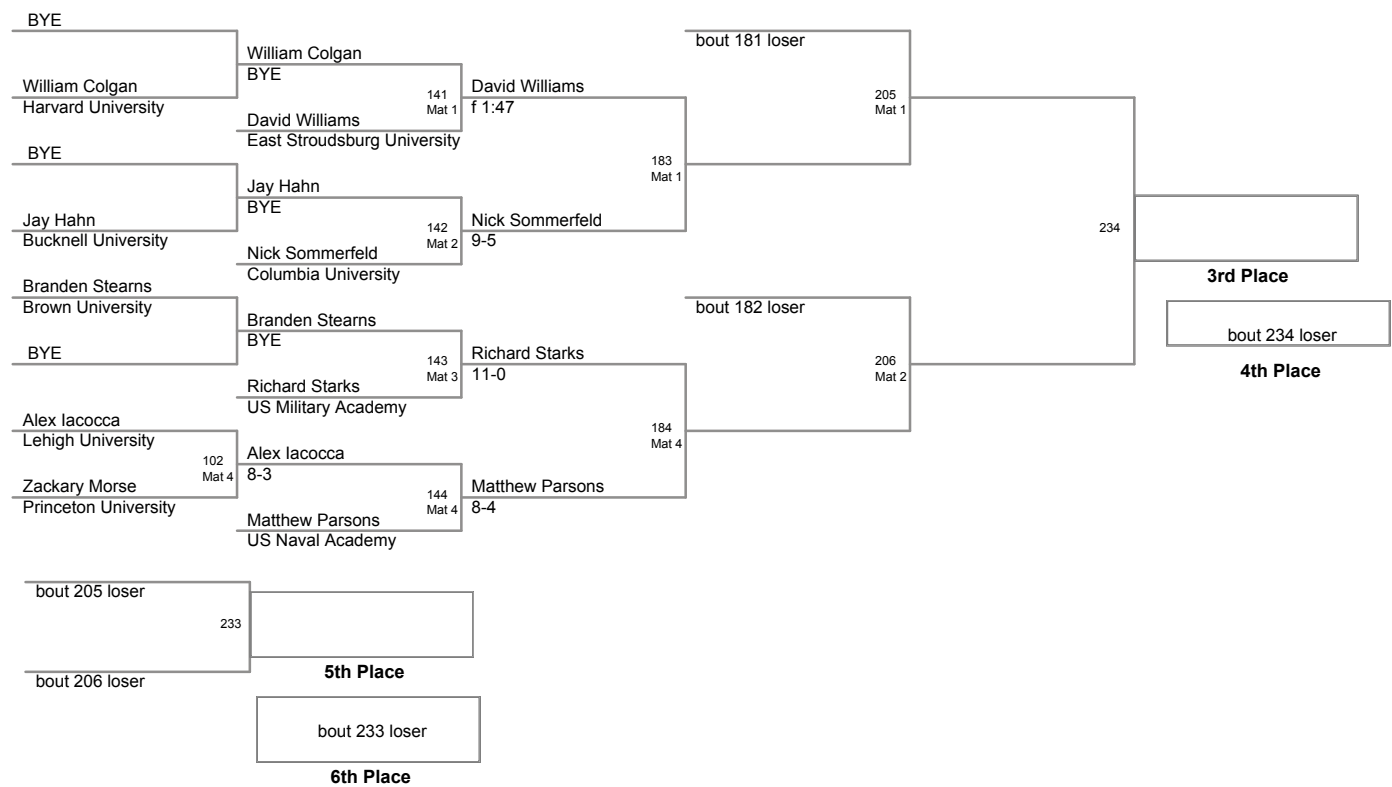 BYE
William Colgan
Harvard University
BYE
Jay Hahn
Bucknell University
Branden Stearns
Brown University
BYE
Alex Iacocca
Lehigh University
102
Mat 4
Zackary Morse
Princeton University
William Colgan
BYE
141
Mat 1
David Williams
East Stroudsburg University
Jay Hahn
BYE
142
Mat 2
Nick Sommerfeld
Columbia University
Branden Stearns
BYE
143
Mat 3
Richard Starks
US Military Academy
Alex Iacocca
8-3
144
Mat 4
Matthew Parsons
US Naval Academy
David Williams
f 1:47
183
Mat 1
Nick Sommerfeld
9-5
Richard Starks
11-0
184
Mat 4
Matthew Parsons
8-4
bout 181 loser
205
Mat 1
bout 182 loser
206
Mat 2
234
3rd Place
bout 234 loser
4th Place
bout 205 loser
233
bout 206 loser
5th Place
bout 233 loser
6th Place